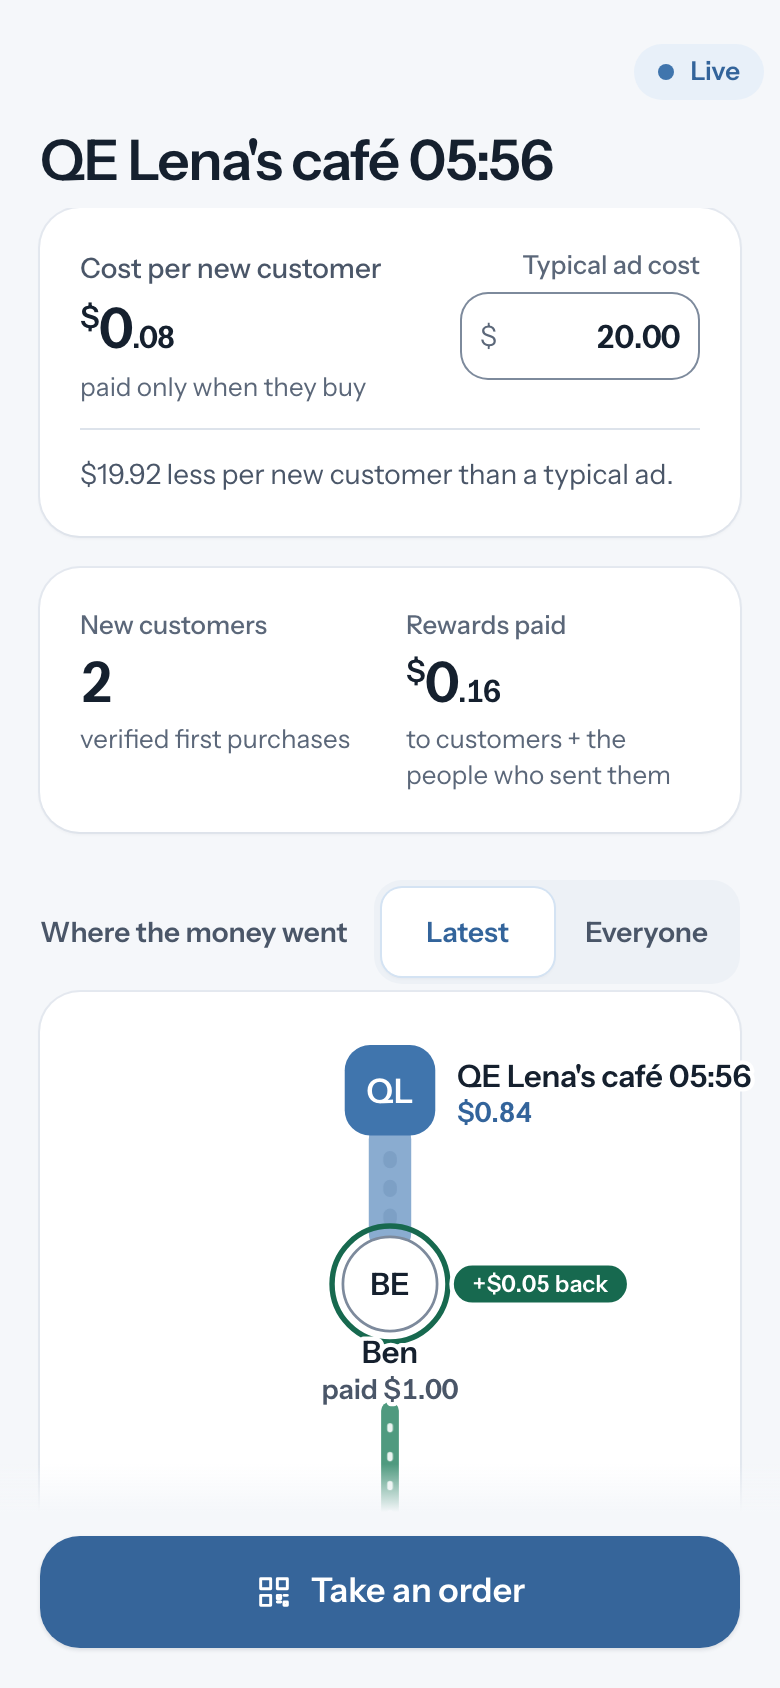 Live
QE Lena's café 05:56
Cost per new customer
$0.08
paid only when they buy
Typical ad cost
$ 20.00
$19.92 less per new customer than a typical ad.
New customers
2
verified first purchases
Rewards paid
$0.16
to customers + the
people who sent them
Where the money went
Latest
Everyone
QL
QE Lena's café 05:56
$0.84
BE
+$0.05 back
Ben
paid $1.00
Take an order